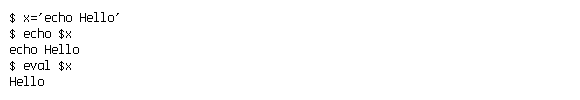 $ x='echo Hello'
$ echo $x
echo Hello
$ eval $x
Hello